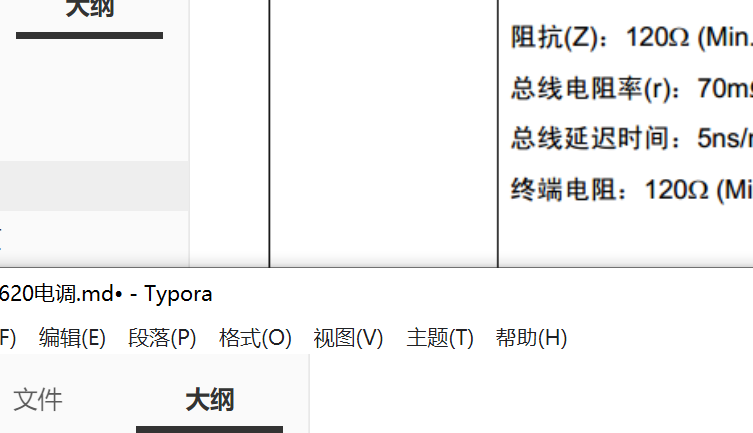 大纲
阻抗(Z)：120Ω (Min.
总线电阻率(r)：70m
总线延迟时间：5ns/
终端电阻：120Ω (Mi
620电调.md• - Typora
F) 编辑(E) 段落(P) 格式(O) 视图(V) 主题(T) 帮助(H)
文件 大纲